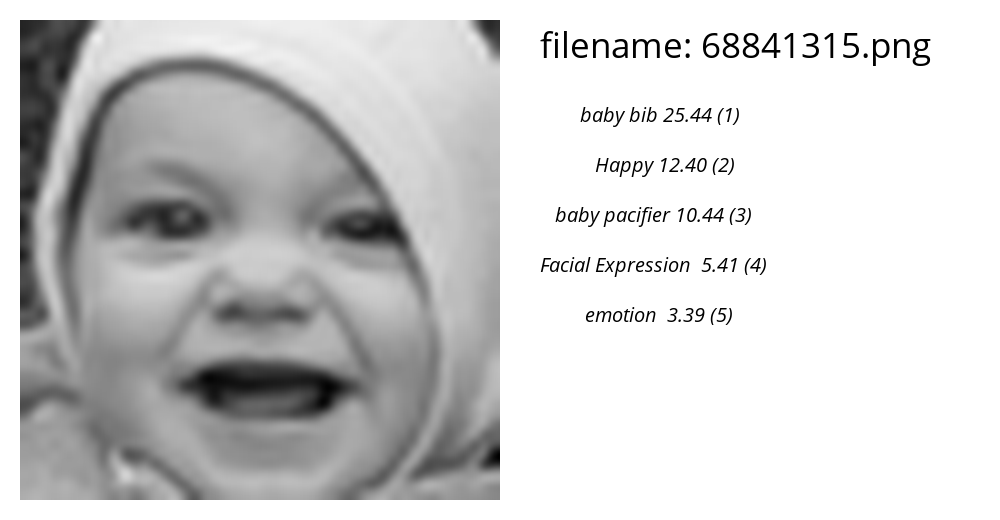 filename: 68841315.png
baby bib 25.44 (1)
Happy 12.40 (2)
baby pacifier 10.44 (3)
Facial Expression  5.41 (4)
emotion  3.39 (5)